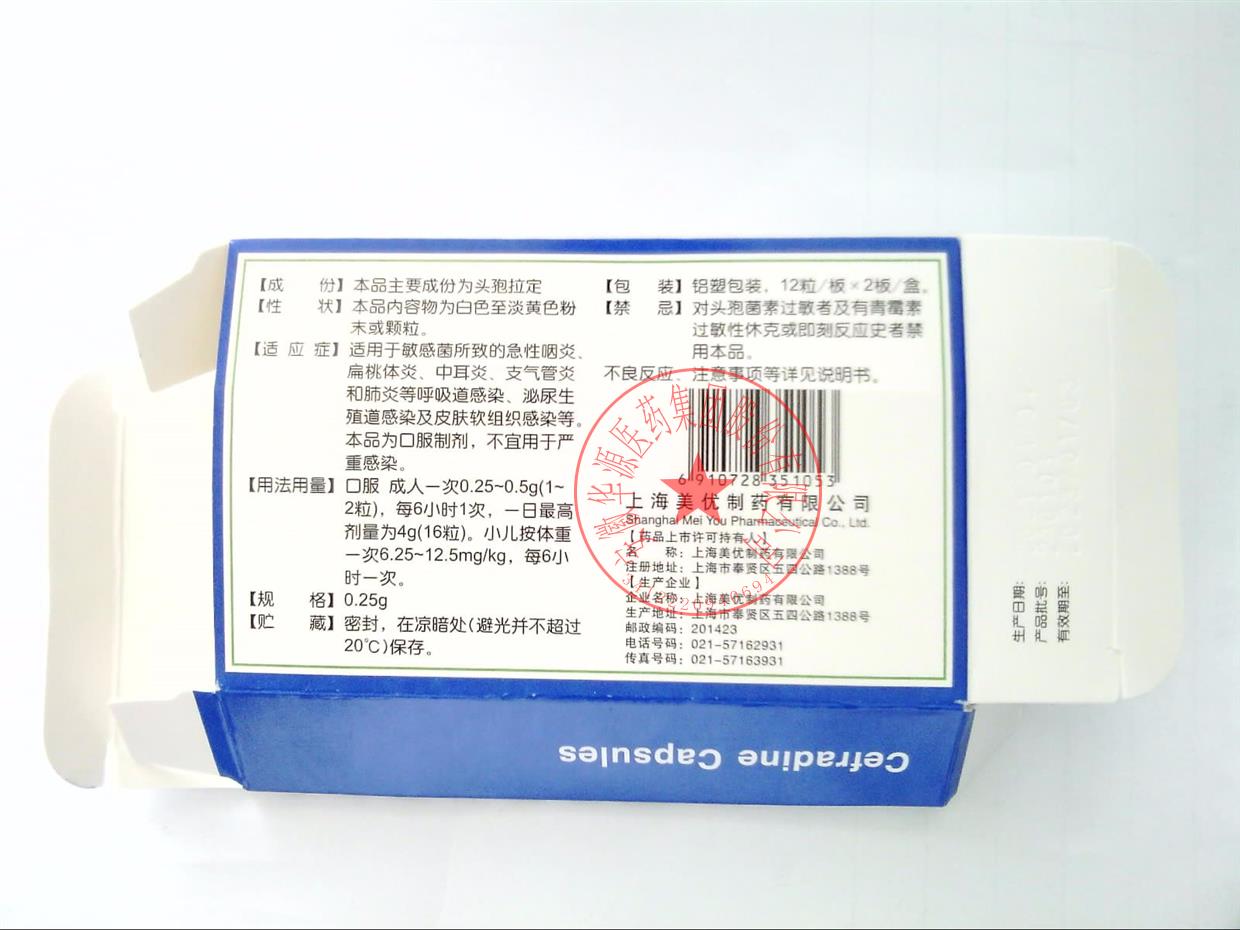 【成 份】本品主要成份为头孢拉定
【性 状】本品内容物为白色至淡黄色粉
末或颗粒。
【适 应 症】适用于敏感菌所致的急性咽炎、
扁桃体炎、中耳炎、支气管炎
和肺炎等呼吸道感染、泌尿生
殖道感染及皮肤软组织感染等。
本品为口服制剂，不宜用于严
重感染。
【用法用量】口服 成人一次0.25~0.5g(1~
2粒)，每6小时1次，一日最高
剂量为4g(16粒)。小儿按体重
一次6.25~12.5mg/kg，每6小
时一次。
【规 格】0.25g
【贮 藏】密封，在凉暗处(避光并不超过
20℃)保存。
【包 装】铝塑包装，12粒/板×2板/盒。
【禁 忌】对头孢菌素过敏者及有青霉素
过敏性休克或即刻反应史者禁
用本品。
不良反应、注意事项等详见说明书。
6 910728 351053
上海美优制药有限公司
Shanghai Mei You Pharmaceutical Co., Ltd.
【药品上市许可持有人】
名 称：上海美优制药有限公司
注册地址：上海市奉贤区五四公路1388号
【生产企业】
企业名称：上海美优制药有限公司
生产地址：上海市奉贤区五四公路1388号
邮政编码：201423
电话号码：021-57162931
传真号码：021-57163931
华源医药集团股份有限公司
生产日期:
产品批号:
有效期至:
Cefradine Capsules